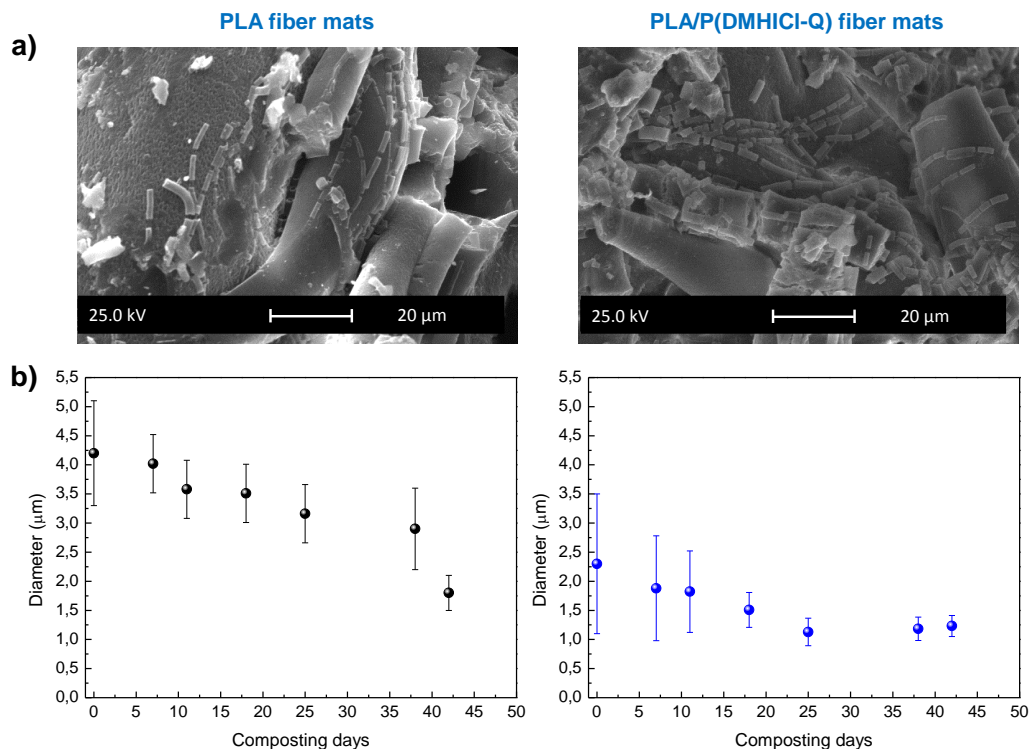 PLA fiber mats
PLA/P(DMHICI-Q) fiber mats
a)
25.0 kV 20 μm
25.0 kV 20 μm
b)
5,5
5,0
4,5
4,0
3,5
3,0
2,5
2,0
1,5
1,0
0,5
0,0
Diameter (μm)
0 5 10 15 20 25 30 35 40 45 50
Composting days
5,5
5,0
4,5
4,0
3,5
3,0
2,5
2,0
1,5
1,0
0,5
0,0
Diameter (μm)
0 5 10 15 20 25 30 35 40 45 50
Composting days